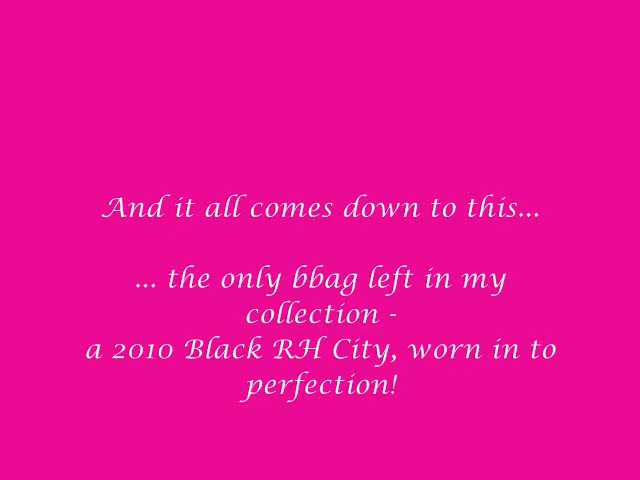 And it all comes down to this...
... the only bbag left in my
collection -
a 2010 Black RH City, worn in to
perfection!